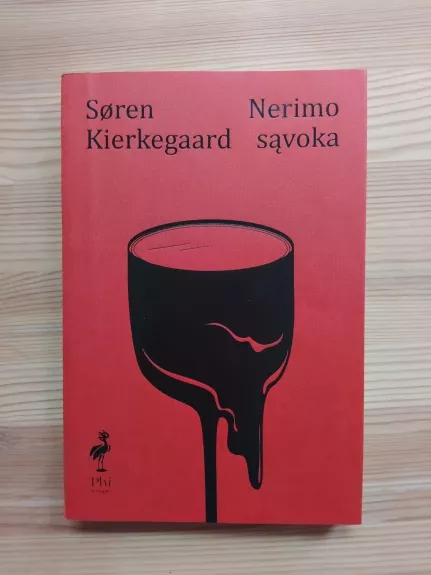 Søren
Kierkegaard
Nerimo
sąvoka
Phi